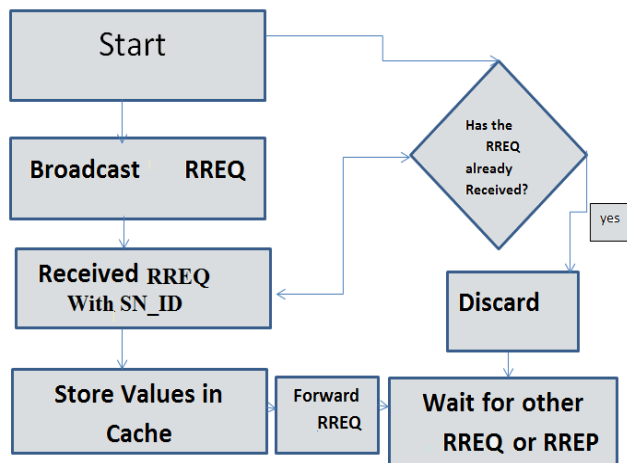 Start
Broadcast RREQ
Received RREQ
With SN_ID
Store Values in
Cache
Forward
RREQ
Has the
RREQ
already
Received?
yes
Discard
Wait for other
RREQ or RREP